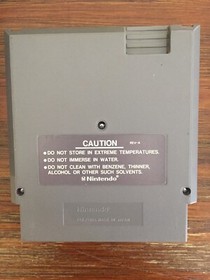 CAUTION
● DO NOT STORE IN EXTREME TEMPERATURES.
● DO NOT IMMERSE IN WATER.
● DO NOT CLEAN WITH BENZENE, THINNER,
ALCOHOL OR OTHER SUCH SOLVENTS.
Nintendo
Nintendo